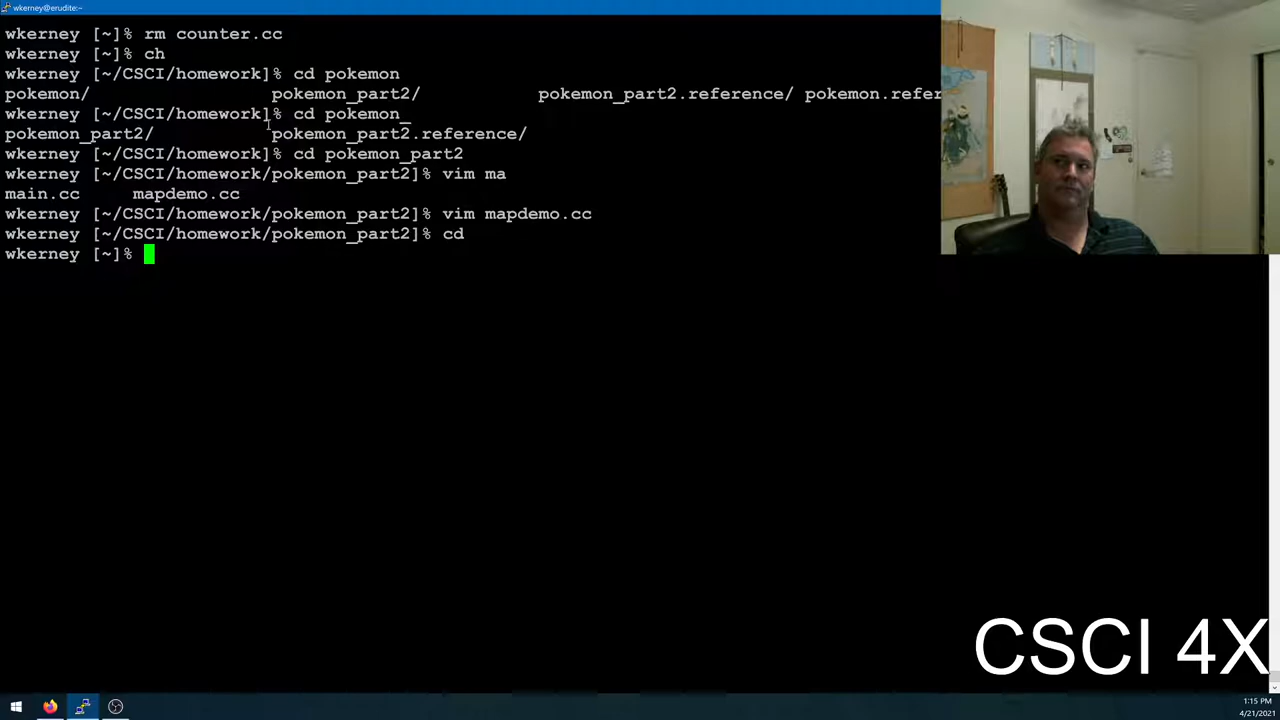 wkerney@erudite:~
wkerney [~]% rm counter.cc
wkerney [~]% ch
wkerney [~/CSCI/homework]% cd pokemon
pokemon/ pokemon_part2/ pokemon_part2.reference/ pokemon.refer
wkerney [~/CSCI/homework]% cd pokemon_
pokemon_part2/ pokemon_part2.reference/
wkerney [~/CSCI/homework]% cd pokemon_part2
wkerney [~/CSCI/homework/pokemon_part2]% vim ma
main.cc mapdemo.cc
wkerney [~/CSCI/homework/pokemon_part2]% vim mapdemo.cc
wkerney [~/CSCI/homework/pokemon_part2]% cd
wkerney [~]%
CSCI 4X
1:15 PM
4/21/2021